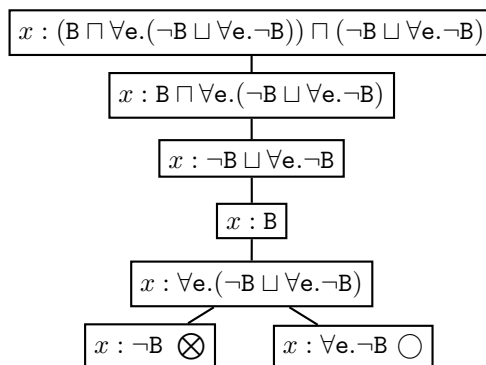 x : (B ⊓ ∀e.(¬B ⊔ ∀e.¬B)) ⊓ (¬B ⊔ ∀e.¬B)
x : B ⊓ ∀e.(¬B ⊔ ∀e.¬B)
x : ¬B ⊔ ∀e.¬B
x : B
x : ∀e.(¬B ⊔ ∀e.¬B)
x : ¬B ⊗
x : ∀e.¬B ◯